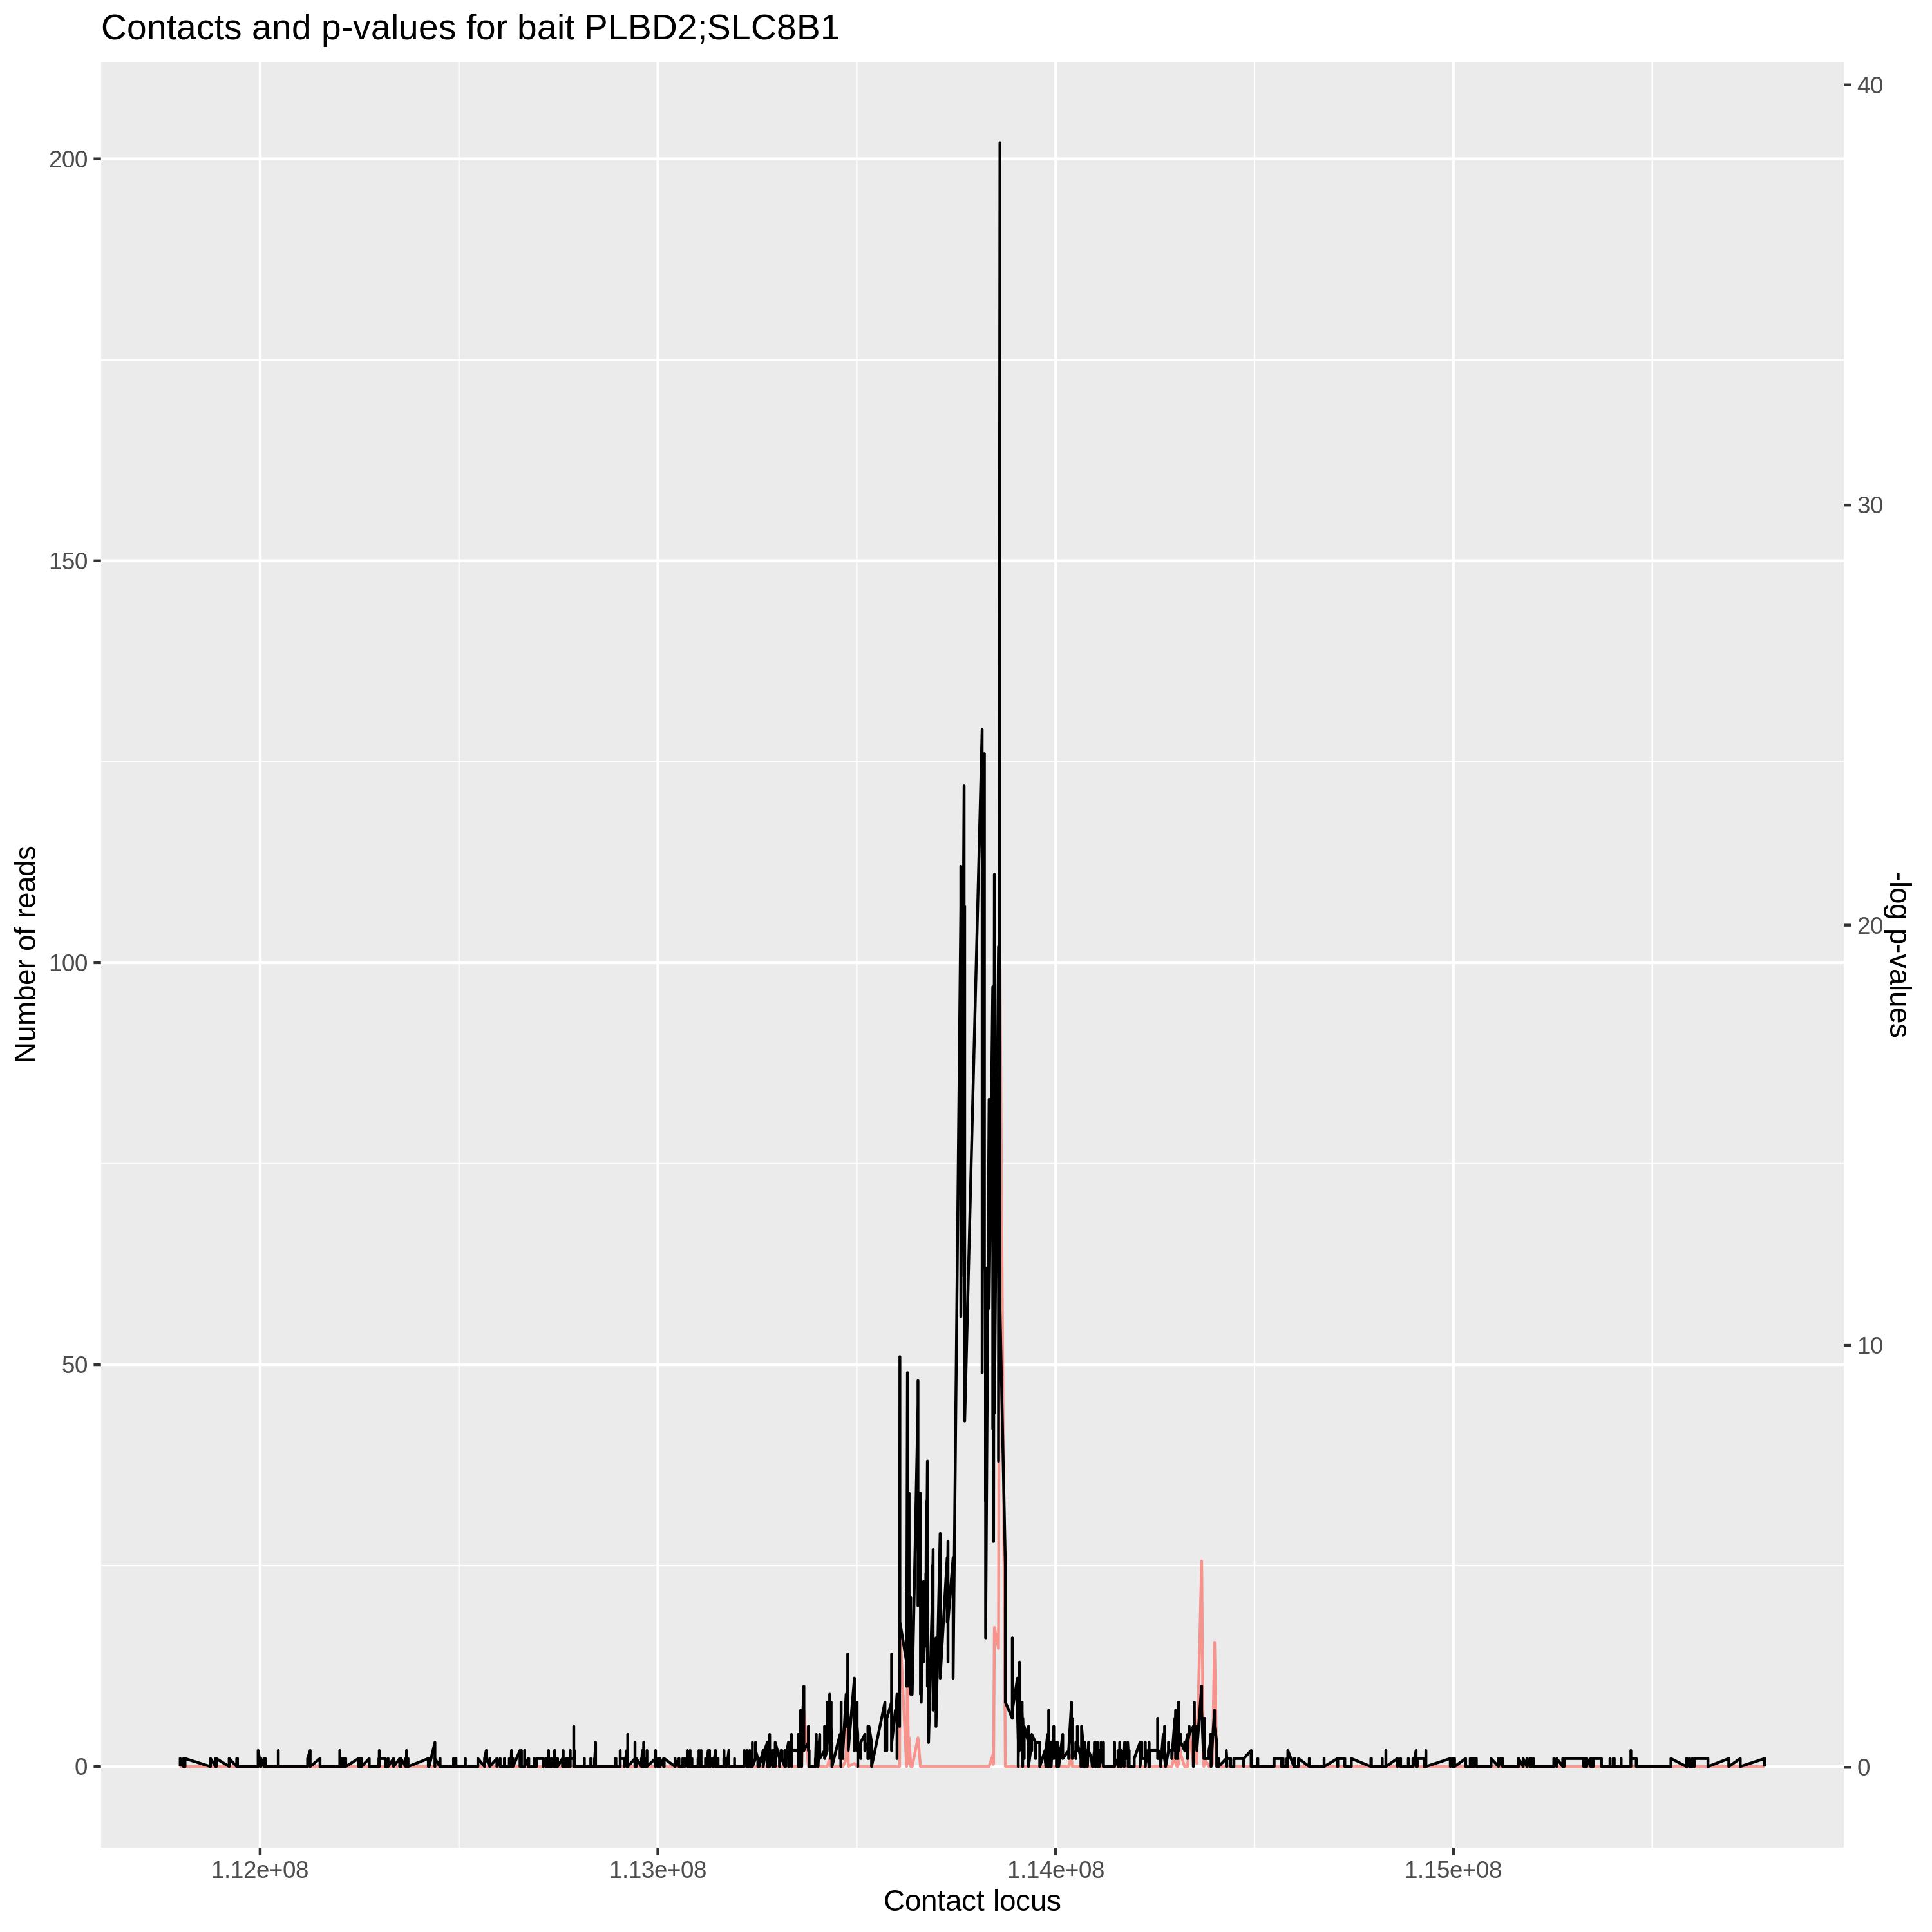 Contacts and p-values for bait PLBD2;SLC8B1
200
150
100
50
0
Number of reads
40
30
20
10
0
-log p-values
1.12e+08
1.13e+08
1.14e+08
1.15e+08
Contact locus